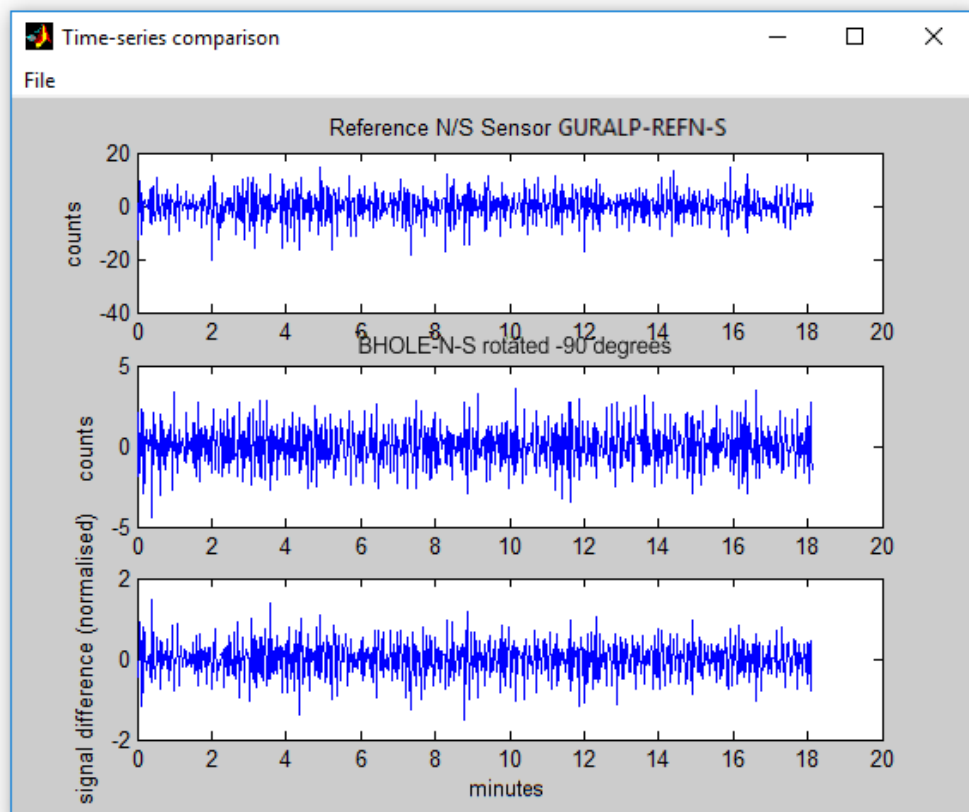 Time-series comparison
File
Reference N/S Sensor GURALP-REFN-S
20
0
-20
-40
counts
0 2 4 6 8 10 12 14 16 18 20
BHOLE-N-S rotated -90 degrees
5
0
-5
counts
0 2 4 6 8 10 12 14 16 18 20
2
0
-2
signal difference (normalised)
0 2 4 6 8 10 12 14 16 18 20
minutes